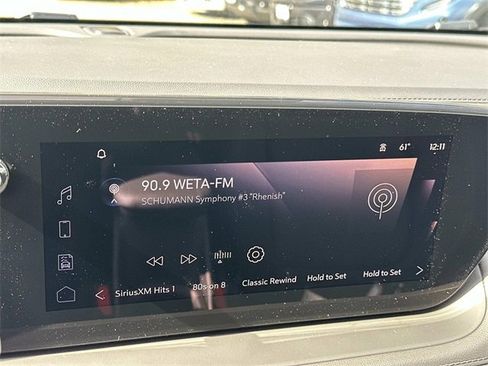 61° 12:11
90.9 WETA-FM
SCHUMANN Symphony #3 "Rhenish"
SiriusXM Hits 1 80s on 8 Classic Rewind Hold to Set Hold to Set